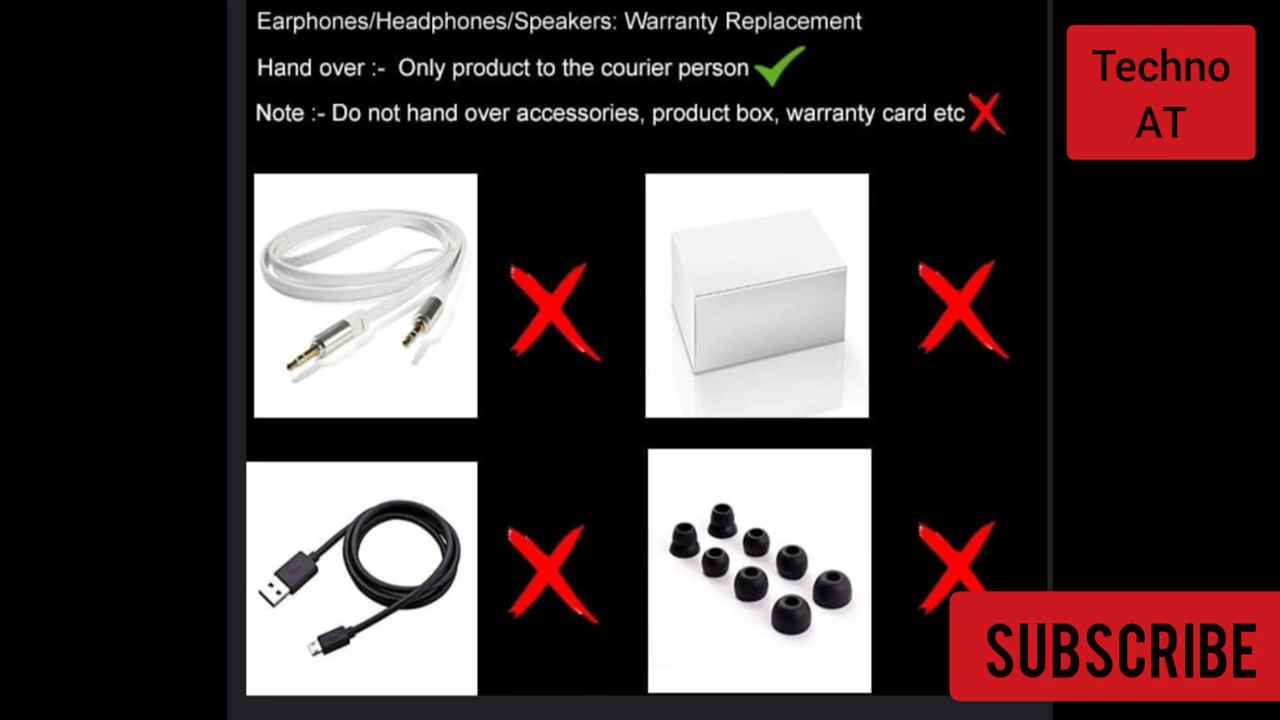 Earphones/Headphones/Speakers: Warranty Replacement
Hand over :- Only product to the courier person
Note :- Do not hand over accessories, product box, warranty card etc
Techno
AT
SUBSCRIBE